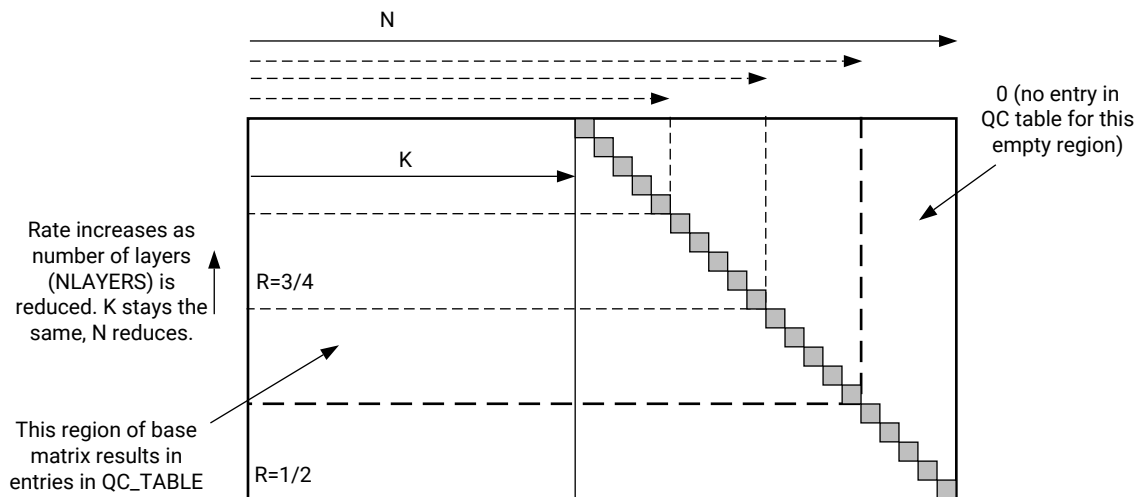 N
0 (no entry in
QC table for this
empty region)
K
Rate increases as
number of layers
(NLAYERS) is
reduced. K stays the
same, N reduces.
R=3/4
This region of base
matrix results in
entries in QC_TABLE
R=1/2